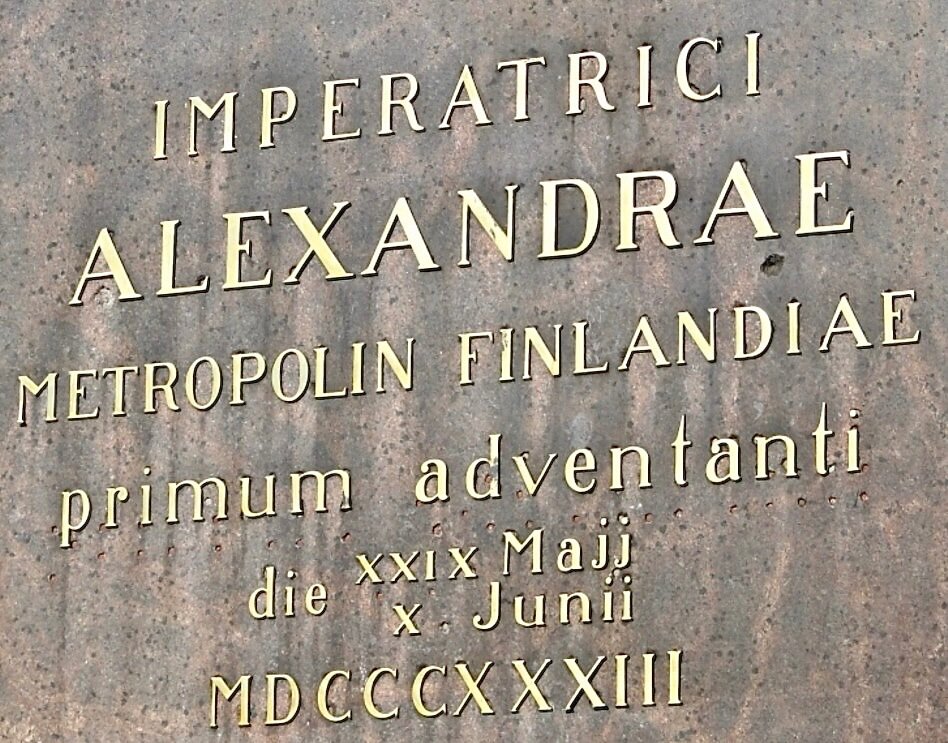 IMPERATRICI
ALEXANDRAE
METROPOLIN FINLANDIAE
primum adventanti
die XXIX Majj
X Junii
MDCCCXXXIII